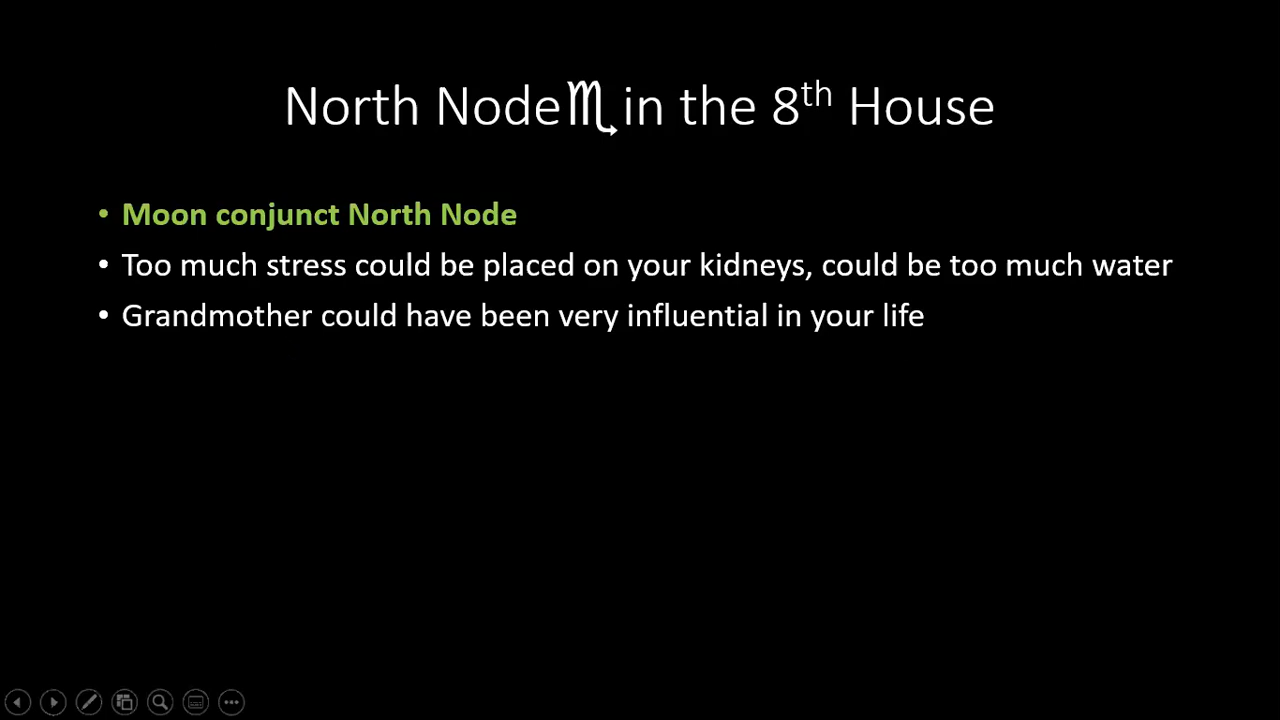 North Node♏in the 8th House
• Moon conjunct North Node
• Too much stress could be placed on your kidneys, could be too much water
• Grandmother could have been very influential in your life